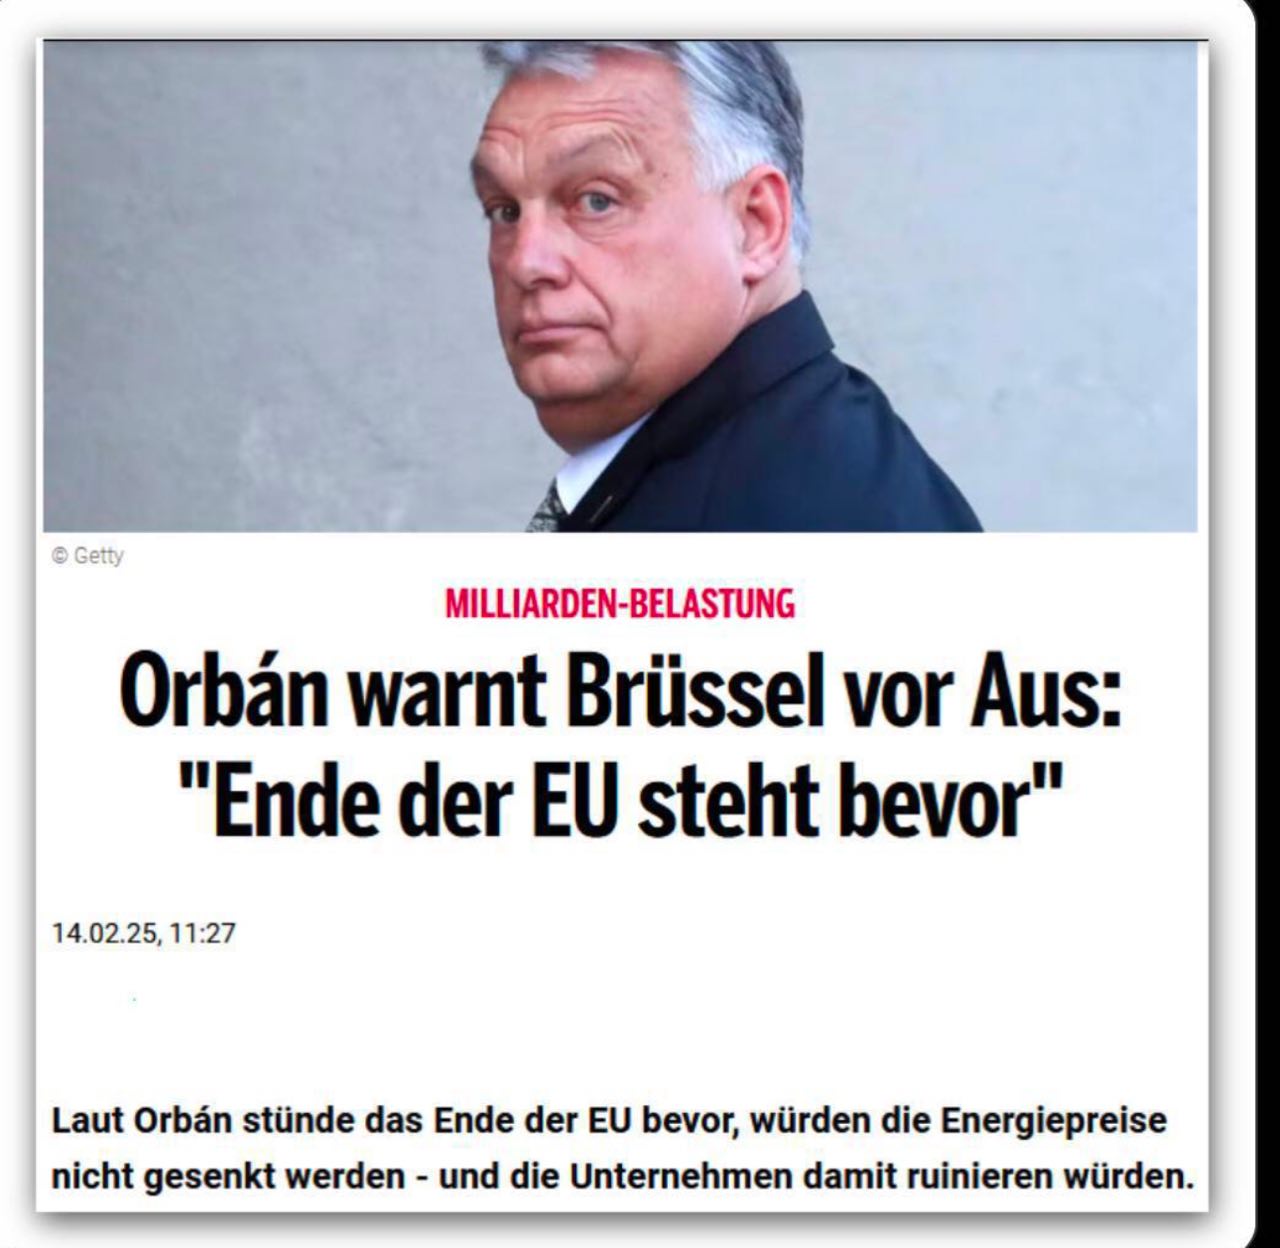 © Getty
MILLIARDEN-BELASTUNG
Orbán warnt Brüssel vor Aus:
"Ende der EU steht bevor"
14.02.25, 11:27
Laut Orbán stünde das Ende der EU bevor, würden die Energiepreise
nicht gesenkt werden - und die Unternehmen damit ruinieren würden.